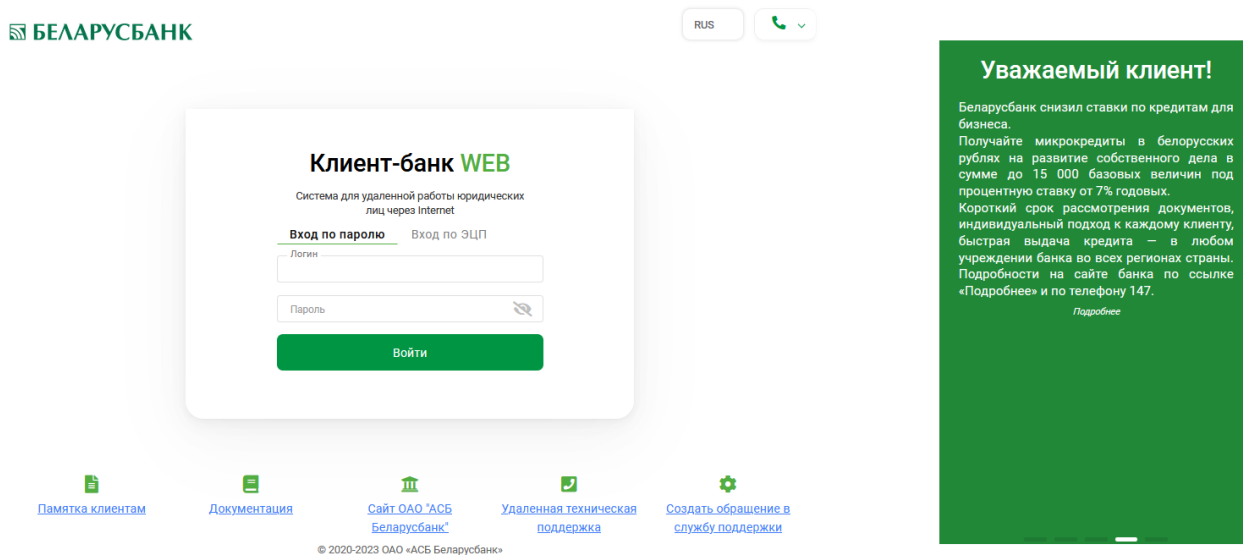 БЕЛАРУСБАНК
RUS
Клиент-банк WEB
Система для удаленной работы юридических
лиц через Internet
Вход по паролю Вход по ЭЦП
Логин
Пароль
Войти
Памятка клиентам
Документация
Сайт ОАО "АСБ
Беларусбанк"
Удаленная техническая
поддержка
Создать обращение в
службу поддержки
© 2020-2023 ОАО «АСБ Беларусбанк»
Уважаемый клиент!
Беларусбанк снизил ставки по кредитам для
бизнеса.
Получайте микрокредиты в белорусских
рублях на развитие собственного дела в
сумме до 15 000 базовых величин под
процентную ставку от 7% годовых.
Короткий срок рассмотрения документов,
индивидуальный подход к каждому клиенту,
быстрая выдача кредита — в любом
учреждении банка во всех регионах страны.
Подробности на сайте банка по ссылке
«Подробнее» и по телефону 147.
Подробнее